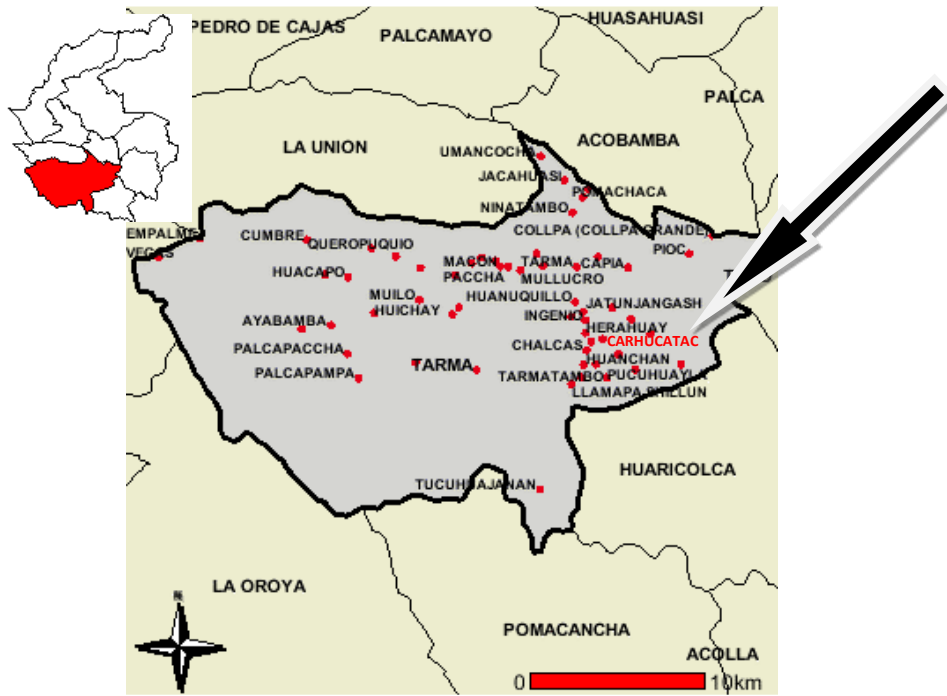 PEDRO DE CAJAS
HUASAHUASI
PALCAMAYO
PALCA
LA UNION
ACOBAMBA
UMANCOCHA
JACAHUASI
POMACHACA
NINATAMBO
COLLPA (COLLPA GRANDE)
EMPALME
VEGAS
CUMBRE
QUEROPUQUIO
PIOC
HUACAPO
MACON
PACCHA
TARMA
CAPIA
MULLUCRO
MUILO
HUICHAY
HUANUQUILLO
JATUNJANGASH
INGENIO
AYABAMBA
HERAHUAY
CARHUCATAC
PALCAPACCHA
CHALCAS
HUANCHAN
PALCAPAMPA
TARMA
TARMATAMBO
PUCUHUAYLA
LLAMAPA SHILLUN
HUARICOLCA
TUCUHUAJANAN
LA OROYA
N
POMACANCHA
ACOLLA
0 10km